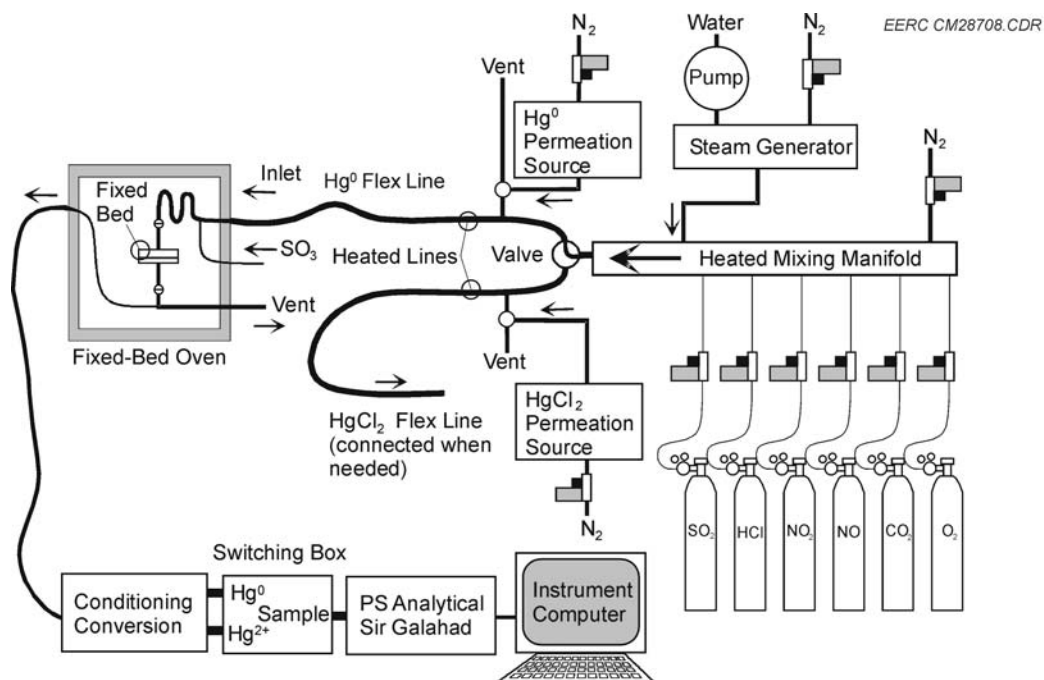 EERC CM28708.CDR
N₂
Water
N₂
Vent
Pump
Hg⁰
Permeation
Source
Steam Generator
N₂
Inlet
Hg⁰ Flex Line
Fixed
Bed
SO₃
Heated Lines
Valve
Heated Mixing Manifold
Vent
Fixed-Bed Oven
Vent
HgCl₂ Flex Line
(connected when
needed)
HgCl₂
Permeation
Source
N₂
SO₂
HCl
NO₂
NO
CO₂
O₂
Switching Box
Conditioning
Conversion
Hg⁰
Sample
Hg²⁺
PS Analytical
Sir Galahad
Instrument
Computer